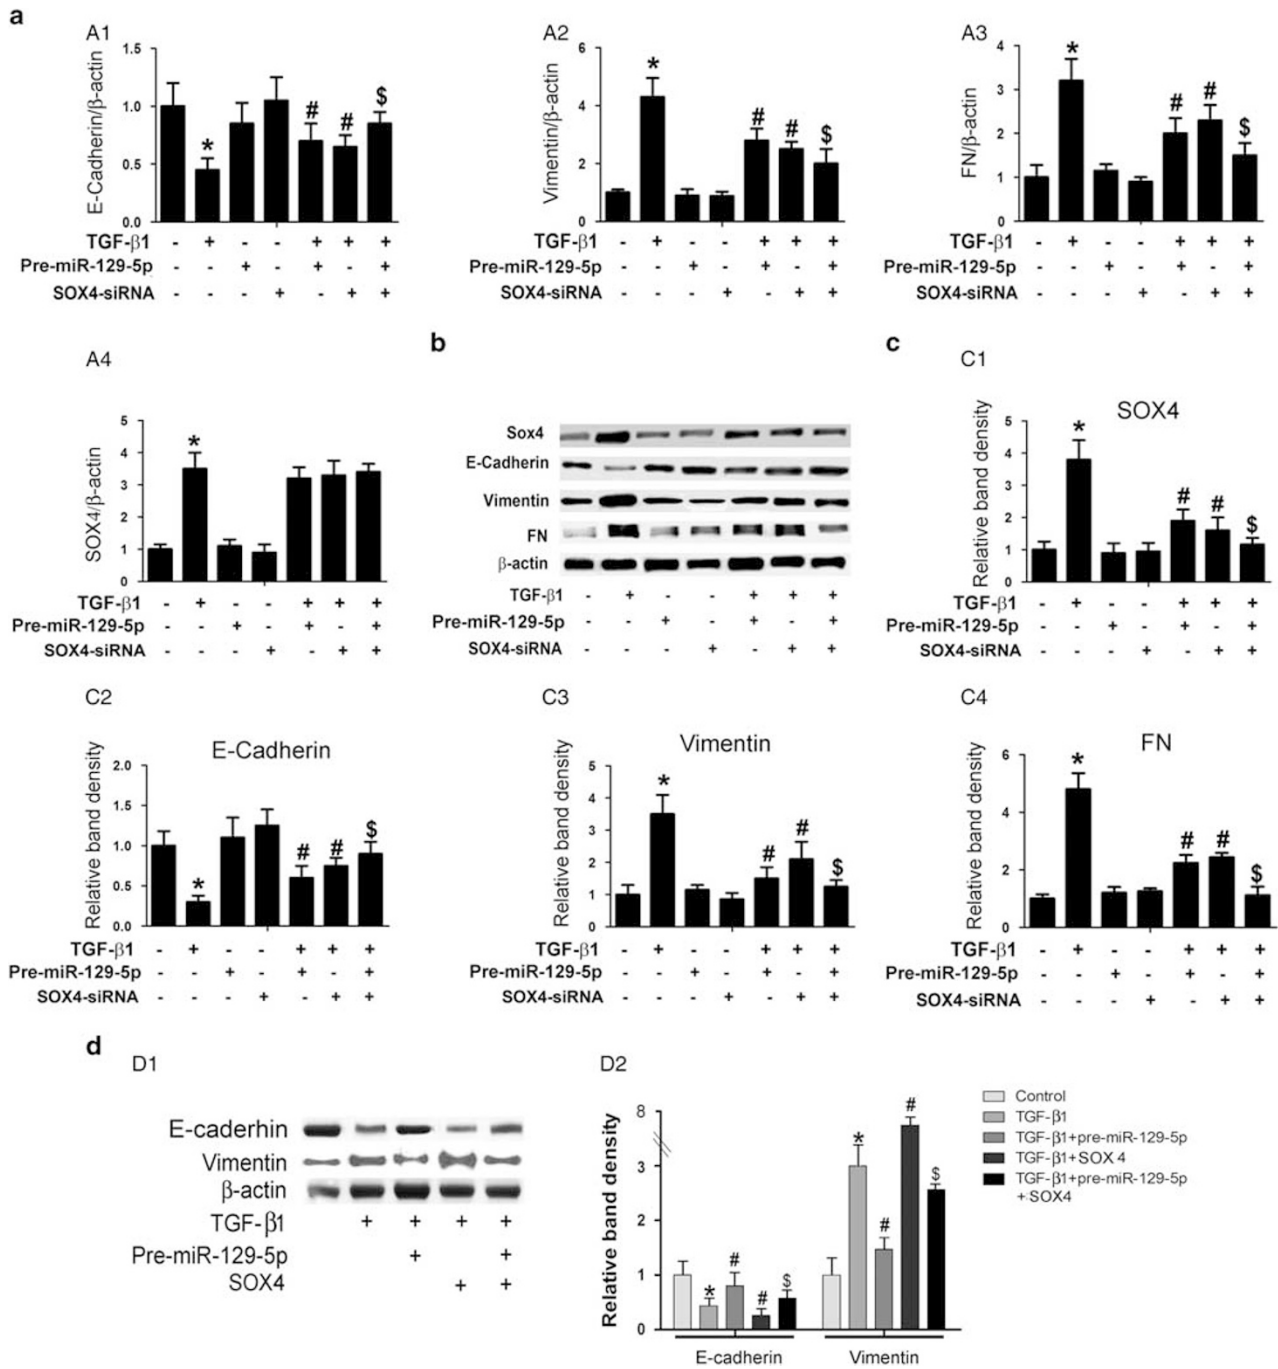 a
A1
E-Cadherin/β-actin
1.5
1.0
0.5
0.0
*
#
#
$
TGF-β1 - + - - + + +
Pre-miR-129-5p - - + - + - +
SOX4-siRNA - - - + - + +
A2
Vimentin/β-actin
6
4
2
0
*
#
#
$
TGF-β1 - + - - + + +
Pre-miR-129-5p - - + - + - +
SOX4-siRNA - - - + - + +
A3
FN/β-actin
4
3
2
1
0
*
#
#
$
TGF-β1 - + - - + + +
Pre-miR-129-5p - - + - + - +
SOX4-siRNA - - - + - + +
A4
SOX4/β-actin
5
4
3
2
1
0
*
TGF-β1 - + - - + + +
Pre-miR-129-5p - - + - + - +
SOX4-siRNA - - - + - + +
b
Sox4
E-Cadherin
Vimentin
FN
β-actin
TGF-β1 - + - - + + +
Pre-miR-129-5p - - + - + - +
SOX4-siRNA - - - + - + +
c
C1
SOX4
Relative band density
5
4
3
2
1
0
*
#
#
$
TGF-β1 - + - - + + +
Pre-miR-129-5p - - + - + - +
SOX4-siRNA - - - + - + +
C2
E-Cadherin
Relative band density
2.0
1.5
1.0
0.5
0.0
*
#
#
$
TGF-β1 - + - - + + +
Pre-miR-129-5p - - + - + - +
SOX4-siRNA - - - + - + +
C3
Vimentin
Relative band density
5
4
3
2
1
0
*
#
#
$
TGF-β1 - + - - + + +
Pre-miR-129-5p - - + - + - +
SOX4-siRNA - - - + - + +
C4
FN
Relative band density
6
4
2
0
*
#
#
$
TGF-β1 - + - - + + +
Pre-miR-129-5p - - + - + - +
SOX4-siRNA - - - + - + +
d
D1
E-caderhin
Vimentin
β-actin
TGF-β1 + + + +
Pre-miR-129-5p + +
SOX4 + +
D2
Relative band density
8
3
2
1
0
*
#
#
$
*
#
#
$
E-cadherin
Vimentin
Control
TGF-β1
TGF-β1+pre-miR-129-5p
TGF-β1+SOX 4
TGF-β1+pre-miR-129-5p
+SOX4